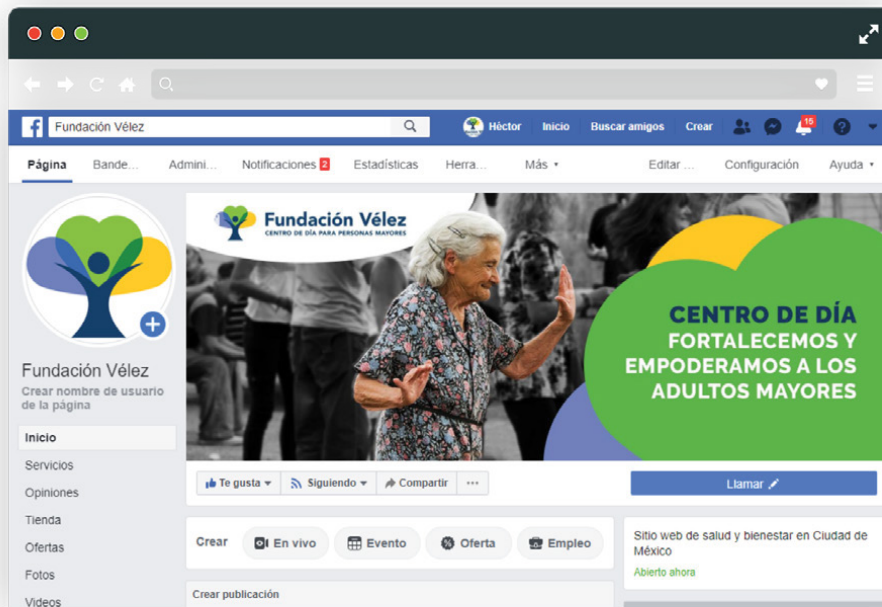 Fundación Vélez
Héctor Inicio Buscar amigos Crear 15
Página Bande... Admini... Notificaciones 2 Estadísticas Herra... Más Editar ... Configuración Ayuda
Fundación Vélez
CENTRO DE DÍA PARA PERSONAS MAYORES
CENTRO DE DÍA
FORTALECEMOS Y
EMPODERAMOS A LOS
ADULTOS MAYORES
Fundación Vélez
Crear nombre de usuario
de la página
Inicio
Servicios
Opiniones
Tienda
Ofertas
Fotos
Videos
Te gusta Siguiendo Compartir ...
Llamar
Crear En vivo Evento Oferta Empleo
Crear publicación
Sitio web de salud y bienestar en Ciudad de
México
Abierto ahora